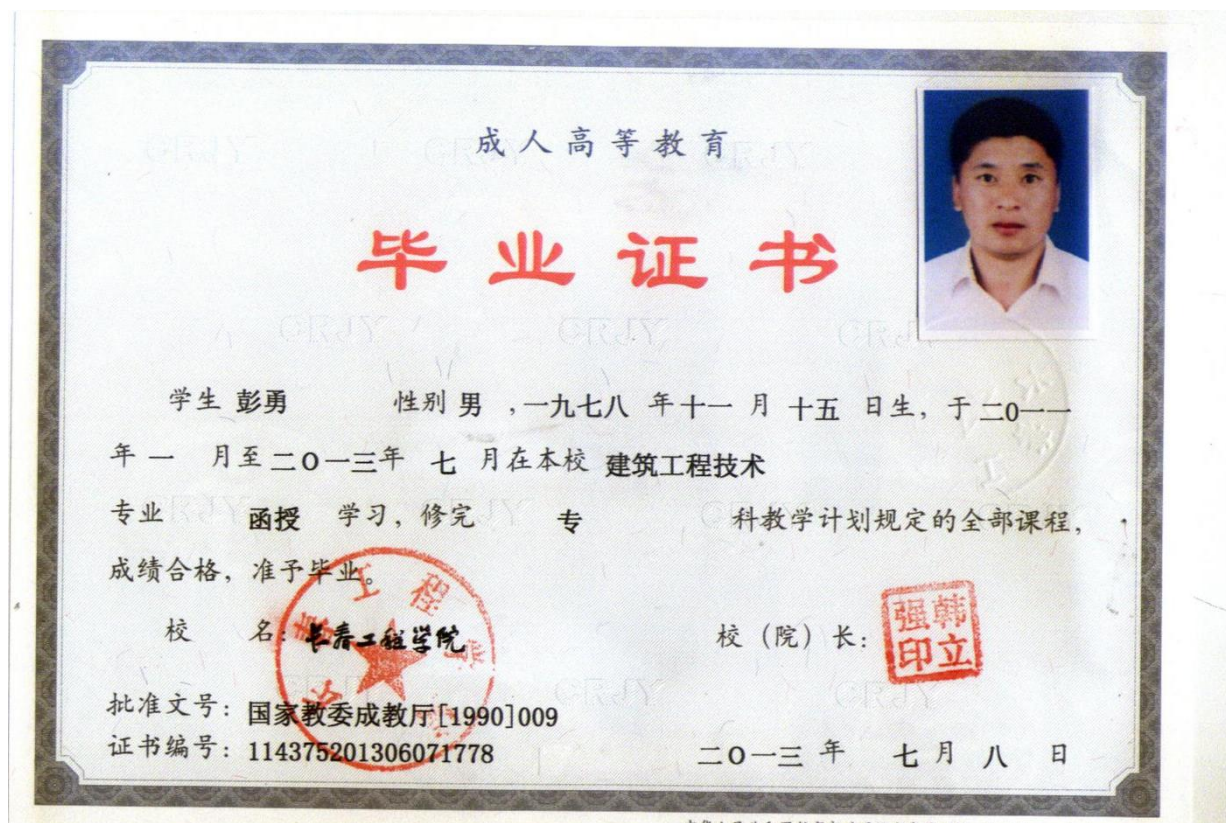 成人高等教育
毕业证书
学生 彭勇 性别 男 ,一九七八 年十一 月 十五 日生, 于二0一一
年 一 月至二0一三年 七 月在本校 建筑工程技术
专业 函授 学习, 修完 专 科教学计划规定的全部课程,
成绩合格, 准予毕业。
校 名: 长春工程学院
长春工程学院
校 (院) 长:
韩立强印
批准文号: 国家教委成教厅[1990]009
证书编号: 114375201306071778
二0一三 年 七 月 八 日